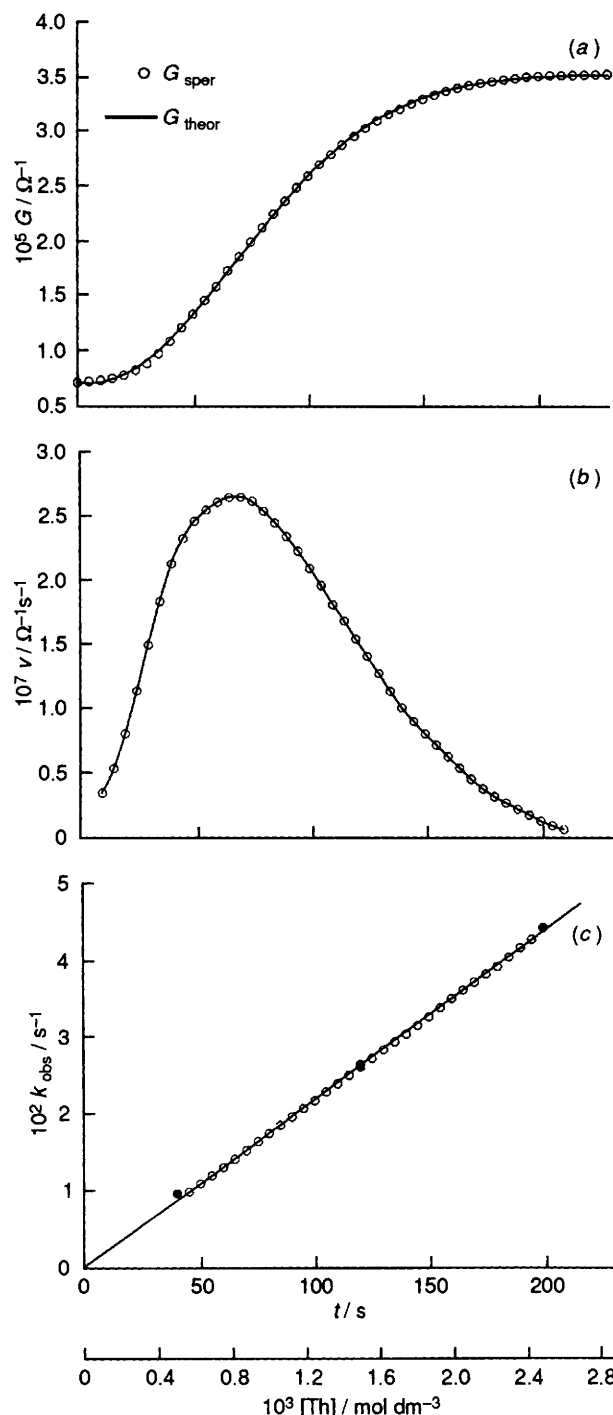 (a)
○ G sper
— G theor
3.5
3.0
2.5
2.0
1.5
1.0
0.5
10⁵ G / Ω⁻¹
(b)
3.0
2.5
2.0
1.5
1.0
0.5
0
10⁷ v / Ω⁻¹s⁻¹
(c)
5
4
3
2
1
0
10² k obs / s⁻¹
0 50 100 150 200
t / s
0 0.4 0.8 1.2 1.6 2.0 2.4 2.8
10³ [Th] / mol dm⁻³